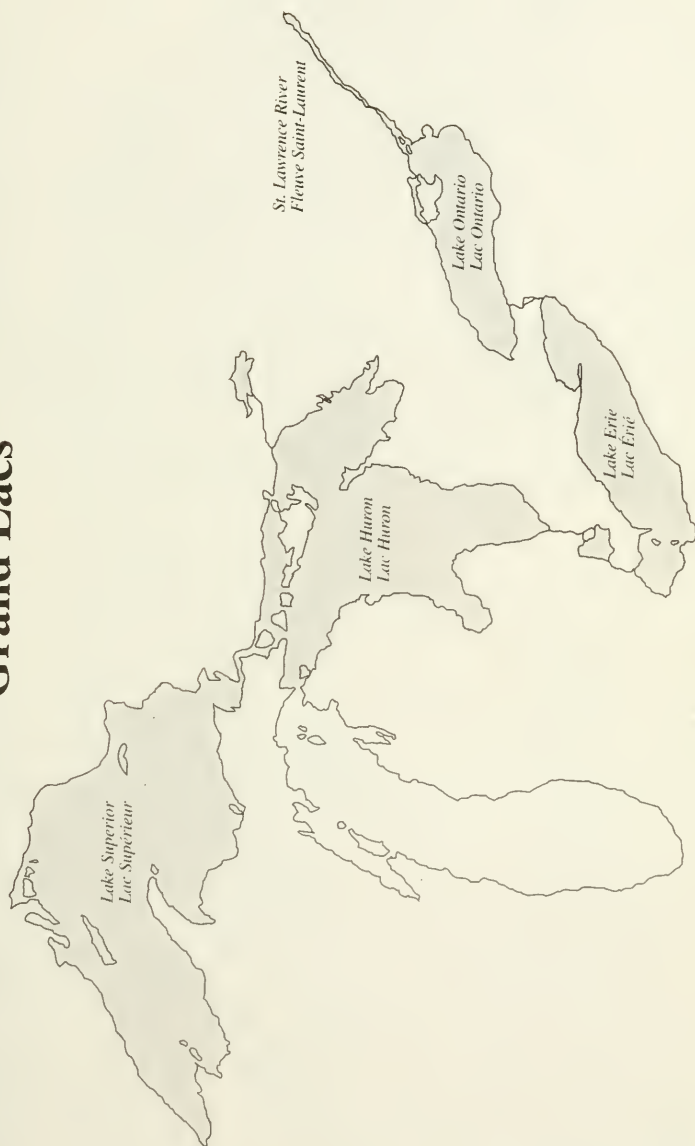 Grand Lacs
St. Lawrence River
Fleuve Saint-Laurent
Lake Superior
Lac Supérieur
Lake Huron
Lac Huron
Lake Ontario
Lac Ontario
Lake Erie
Lac Érié